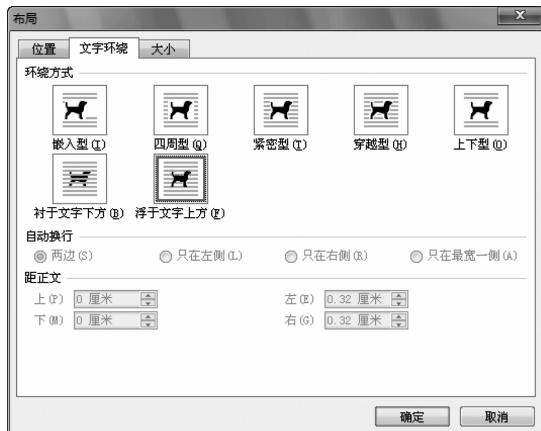 布局
位置 文字环绕 大小
环绕方式
嵌入型(I) 四周型(Q) 紧密型(T) 穿越型(H) 上下型(O)
衬于文字下方(B) 浮于文字上方(F)
自动换行
两边(S) 只在左侧(L) 只在右侧(R) 只在最宽一侧(A)
距正文
上(P) 0 厘米 左(E) 0.32 厘米
下(M) 0 厘米 右(G) 0.32 厘米
确定 取消